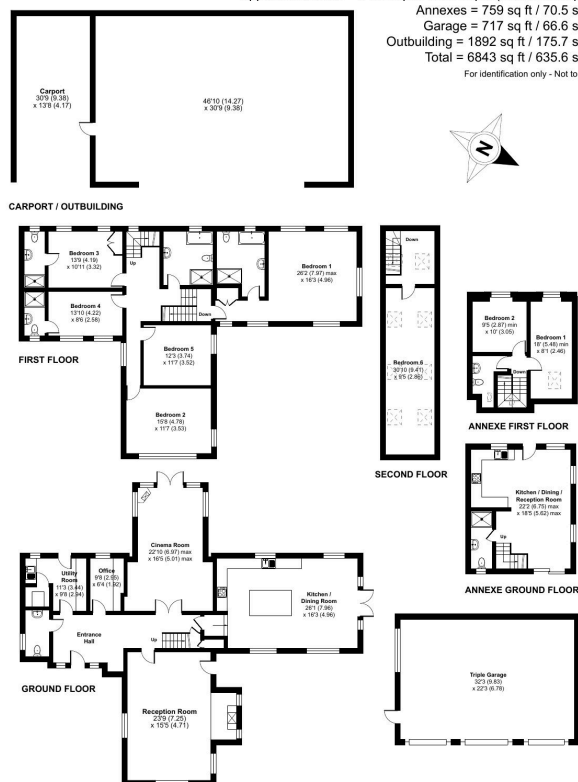 Annexes = 759 sq ft / 70.5 s
Garage = 717 sq ft / 66.6 s
Outbuilding = 1892 sq ft / 175.7 s
Total = 6843 sq ft / 635.6 s
For identification only - Not to
Carport
30'9 (9.38)
x 13'8 (4.17)
46'10 (14.27)
x 30'9 (9.38)
N
CARPORT / OUTBUILDING
Bedroom 3
13'9 (4.19)
x 10'11 (3.32)
Up
Bedroom 1
26'2 (7.97) max
x 16'3 (4.96)
Bedroom 4
13'10 (4.22)
x 8'6 (2.58)
Down
FIRST FLOOR
Bedroom 5
12'3 (3.74)
x 11'7 (3.52)
Bedroom 2
15'8 (4.78)
x 11'7 (3.53)
Down
Bedroom 6
30'10 (9.41)
x 9'5 (2.86)
SECOND FLOOR
Bedroom 2
9'5 (2.87) min
x 10' (3.05)
Bedroom 1
18' (5.48) max
x 8'1 (2.46)
Down
ANNEXE FIRST FLOOR
Kitchen / Dining /
Reception Room
22'2 (6.75) max
x 18'5 (5.62) max
Up
ANNEXE GROUND FLOOR
Cinema Room
22'10 (6.97) max
x 16'5 (5.01) max
Utility
Room
11'3 (3.44)
x 9'8 (2.94)
Office
9'8 (2.95)
x 6'4 (1.92)
Kitchen /
Dining Room
26'1 (7.96)
x 16'3 (4.96)
Entrance
Hall
Up
GROUND FLOOR
Reception Room
23'9 (7.25)
x 15'5 (4.71)
Triple Garage
32'3 (9.83)
x 22'3 (6.78)